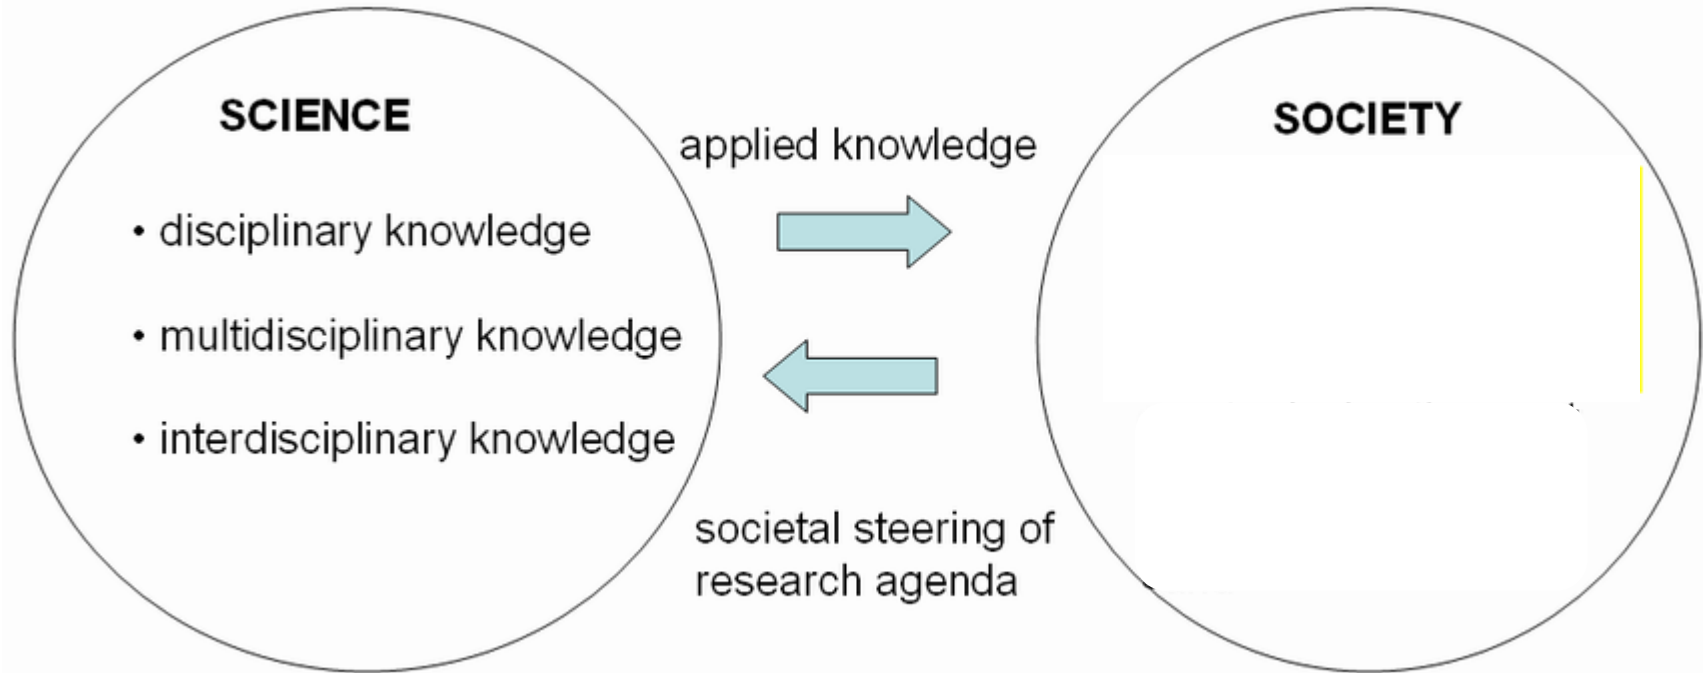 SCIENCE
• disciplinary knowledge
• multidisciplinary knowledge
• interdisciplinary knowledge
applied knowledge
societal steering of
research agenda
SOCIETY